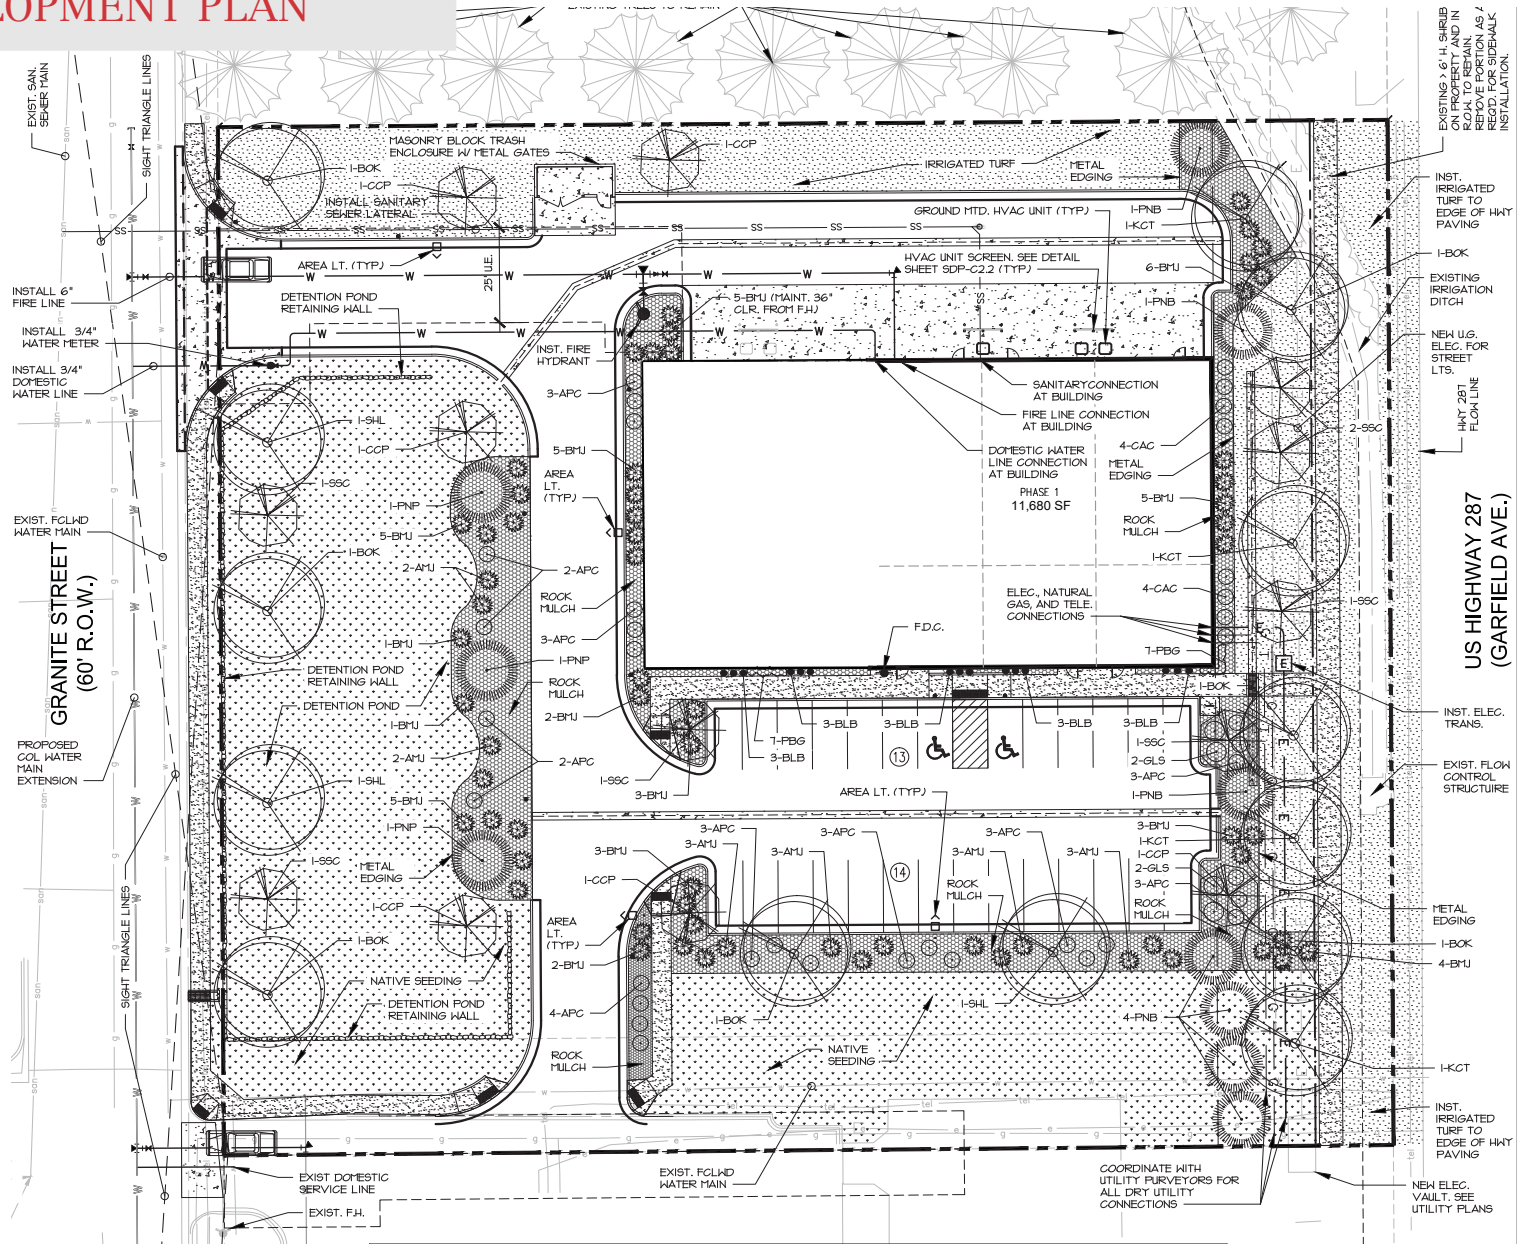 LOPMENT PLAN
EXISTING TREES TO REMAIN
EXIST. SAN.
SEWER MAIN
SIGHT TRIANGLE LINES
EXISTING > 6' H. SHRUB
ON PROPERTY AND IN
R.O.W. TO REMAIN.
REMOVE PORTION AS
REQ'D. FOR SIDEWALK
INSTALLATION.
MASONRY BLOCK TRASH
ENCLOSURE W/ METAL GATES
1-CCP
1-BOK
1-CCP
INSTALL SANITARY
SEWER LATERAL
IRRIGATED TURF
METAL
EDGING
INST.
IRRIGATED
TURF TO
EDGE OF HWY
PAVING
GROUND MTD. HVAC UNIT (TYP.)
1-PNB
1-KCT
AREA LT. (TYP.)
25' U.E.
HVAC UNIT SCREEN. SEE DETAIL
SHEET SDP-C2.2 (TYP.)
6-BMJ
1-BOK
INSTALL 6"
FIRE LINE
DETENTION POND
RETAINING WALL
5-BMJ (MAINT. 36"
CLR. FROM F.H.)
1-PNB
EXISTING
IRRIGATION
DITCH
INSTALL 3/4"
WATER METER
INST. FIRE
HYDRANT
NEW U.G.
ELEC. FOR
STREET
LTS.
INSTALL 3/4"
DOMESTIC
WATER LINE
3-APC
SANITARY CONNECTION
AT BUILDING
HWY 287
FLOW LINE
1-SHL
FIRE LINE CONNECTION
AT BUILDING
2-SSC
1-CCP
5-BMJ
DOMESTIC WATER
LINE CONNECTION
AT BUILDING
4-CAC
METAL
EDGING
1-SSC
AREA
LT.
(TYP.)
PHASE 1
11,680 SF
5-BMJ
1-PNP
ROCK
MULCH
EXIST. FCLWD
WATER MAIN
5-BMJ
1-BOK
1-KCT
GRANITE STREET
(60' R.O.W.)
US HIGHWAY 287
(GARFIELD AVE.)
2-AMJ
2-APC
ROCK
MULCH
ELEC., NATURAL
GAS, AND TELE.
CONNECTIONS
4-CAC
1-SSC
3-APC
F.D.C.
1-BMJ
1-PNP
7-PBG
DETENTION POND
RETAINING WALL
ROCK
MULCH
1-BOK
DETENTION POND
1-BMJ
2-BMJ
3-BLB
3-BLB
3-BLB
3-BLB
INST. ELEC.
TRANS.
PROPOSED
COL WATER
MAIN
EXTENSION
7-PBG
3-BLB
13
1-SSC
2-GLS
3-APC
1-PNB
2-AMJ
2-APC
1-SHL
1-SSC
3-BMJ
AREA LT. (TYP.)
EXIST. FLOW
CONTROL
STRUCTUIRE
5-BMJ
1-PNP
3-APC
3-AMJ
3-APC
3-APC
3-BMJ
1-KCT
1-CCP
2-GLS
3-APC
ROCK
MULCH
3-BMJ
3-AMJ
3-AMJ
3-AMJ
14
1-SSC
METAL
EDGING
1-CCP
ROCK
MULCH
1-CCP
AREA
LT.
(TYP.)
METAL
EDGING
1-BOK
2-BMJ
1-BOK
4-BMJ
SIGHT TRIANGLE LINES
NATIVE SEEDING
DETENTION POND
RETAINING WALL
4-APC
1-BOK
1-SHL
4-PNB
ROCK
MULCH
NATIVE
SEEDING
1-KCT
INST.
IRRIGATED
TURF TO
EDGE OF HWY
PAVING
EXIST DOMESTIC
SERVICE LINE
EXIST. FCLWD
WATER MAIN
COORDINATE WITH
UTILITY PURVEYORS FOR
ALL DRY UTILITY
CONNECTIONS
NEW ELEC.
VAULT. SEE
UTILITY PLANS
EXIST. F.H.